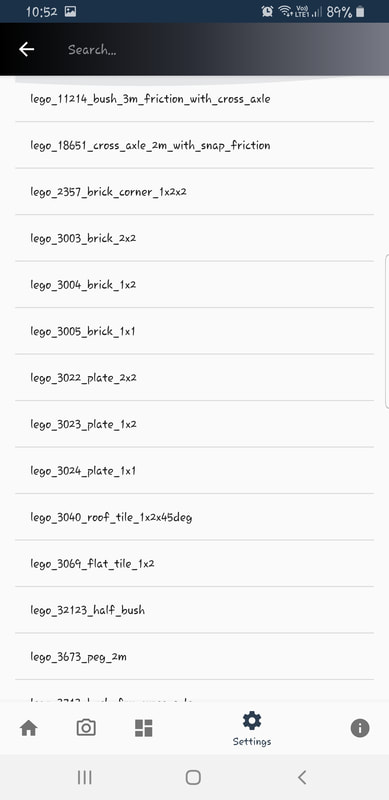 10:52 Vo)) LTE1 89%
Search...
lego_11214_bush_3m_friction_with_cross_axle
lego_18651_cross_axle_2m_with_snap_friction
lego_2357_brick_corner_1x2x2
lego_3003_brick_2x2
lego_3004_brick_1x2
lego_3005_brick_1x1
lego_3022_plate_2x2
lego_3023_plate_1x2
lego_3024_plate_1x1
lego_3040_roof_tile_1x2x45deg
lego_3069_flat_tile_1x2
lego_32123_half_bush
lego_3673_peg_2m
Settings